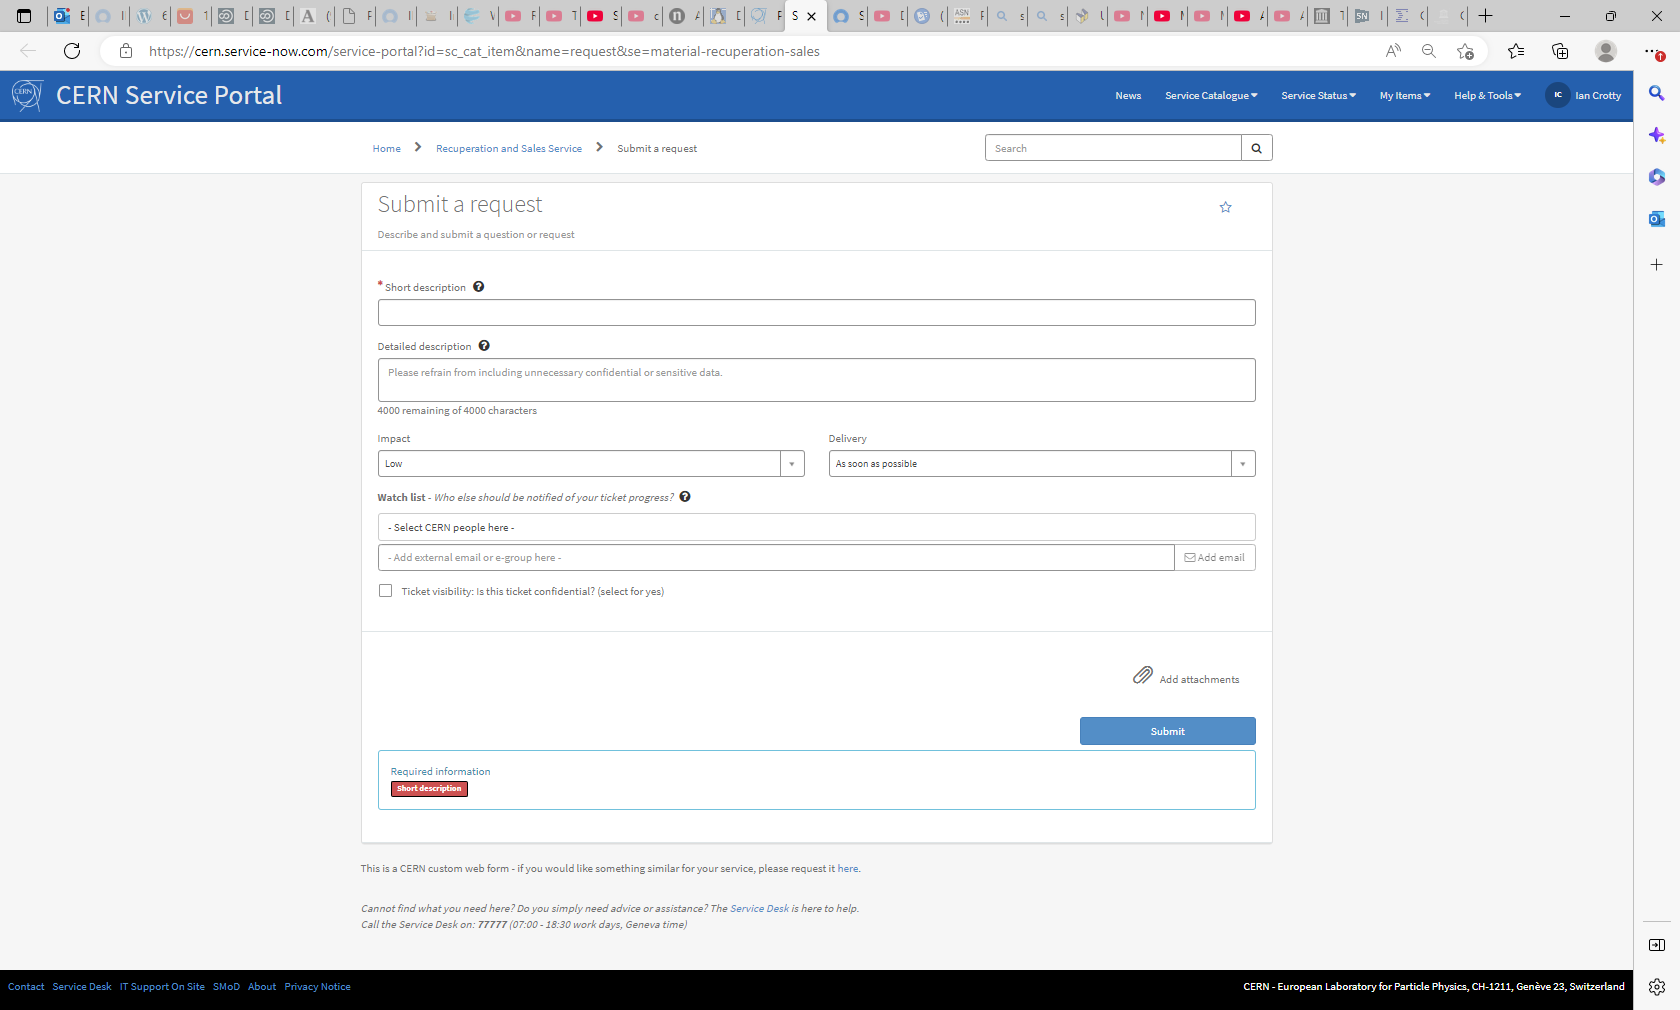 https://cern.service-now.com/service-portal?id=sc_cat_item&name=request&se=material-recuperation-sales
CERN Service Portal
News
Service Catalogue
Service Status
My Items
Help & Tools
IC
Ian Crotty
Home
Recuperation and Sales Service
Submit a request
Search
Submit a request
Describe and submit a question or request
* Short description
Detailed description
Please refrain from including unnecessary confidential or sensitive data.
4000 remaining of 4000 characters
Impact
Delivery
Low
As soon as possible
Watch list - Who else should be notified of your ticket progress?
- Select CERN people here -
- Add external email or e-group here -
Add email
Ticket visibility: Is this ticket confidential? (select for yes)
Add attachments
Submit
Required information
Short description
This is a CERN custom web form - if you would like something similar for your service, please request it here.
Cannot find what you need here? Do you simply need advice or assistance? The Service Desk is here to help.
Call the Service Desk on: 77777 (07:00 - 18:30 work days, Geneva time)
Contact Service Desk IT Support On Site SMoD About Privacy Notice
CERN - European Laboratory for Particle Physics, CH-1211, Genève 23, Switzerland